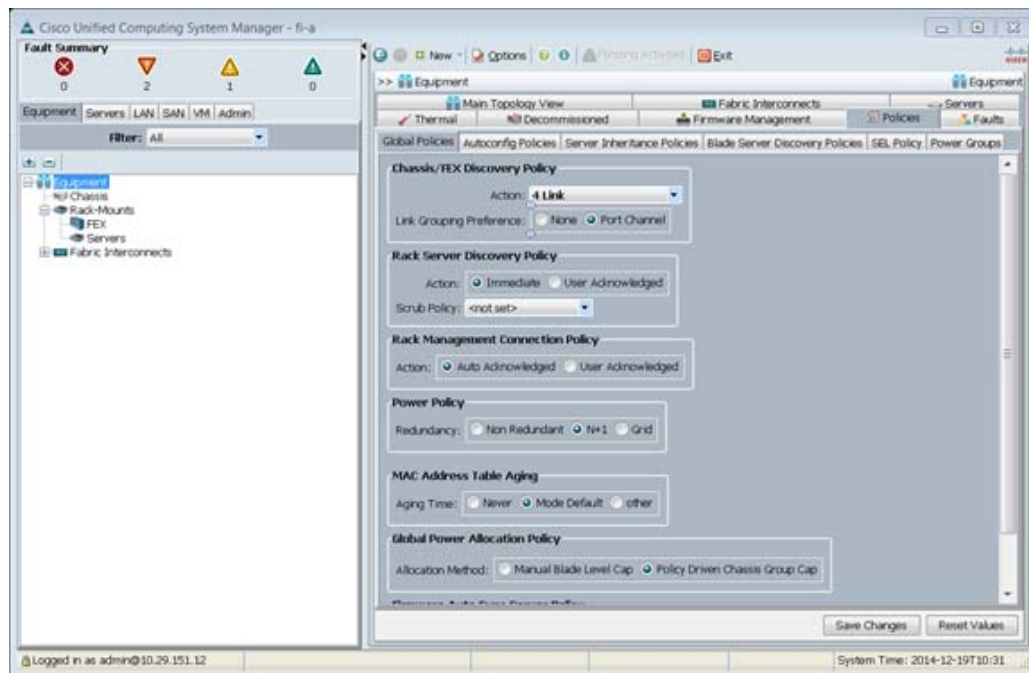 Cisco Unified Computing System Manager - fi-a
Fault Summary
0 2 1 0
New Options Pending Activities Exit
>> Equipment Equipment
Equipment Servers LAN SAN VM Admin
Filter: All
Equipment
Chassis
Rack-Mounts
FEX
Servers
Fabric Interconnects
Main Topology View Fabric Interconnects Servers
Thermal Decommissioned Firmware Management Policies Faults
Global Policies Autoconfig Policies Server Inheritance Policies Blade Server Discovery Policies SEL Policy Power Groups
Chassis/FEX Discovery Policy
Action: 4 Link
Link Grouping Preference: None Port Channel
Rack Server Discovery Policy
Action: Immediate User Acknowledged
Scrub Policy: <not set>
Rack Management Connection Policy
Action: Auto Acknowledged User Acknowledged
Power Policy
Redundancy: Non Redundant N+1 Grid
MAC Address Table Aging
Aging Time: Never Mode Default other
Global Power Allocation Policy
Allocation Method: Manual Blade Level Cap Policy Driven Chassis Group Cap
Save Changes Reset Values
Logged in as admin@10.29.151.12 System Time: 2014-12-19T10:31